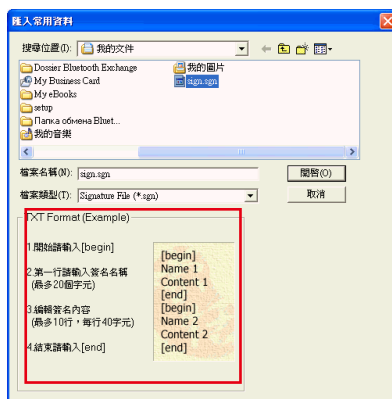 匯入常用資料
搜尋位置(I):
我的文件
Dossier Bluetooth Exchange
My Business Card
My eBooks
setup
Папка обмена Bluet...
我的音樂
我的圖片
sign.sgn
檔案名稱(N):
sign.sgn
開啟(O)
檔案類型(T):
Signature File (*.sgn)
取消
TXT Format (Example)
1.開始請輸入[begin]
2.第一行請輸入簽名名稱
(最多20個字元)
3.編輯簽名內容
(最多10行，每行40字元)
4.結束請輸入[end]
[begin]
Name 1
Content 1
[end]
[begin]
Name 2
Content 2
[end]